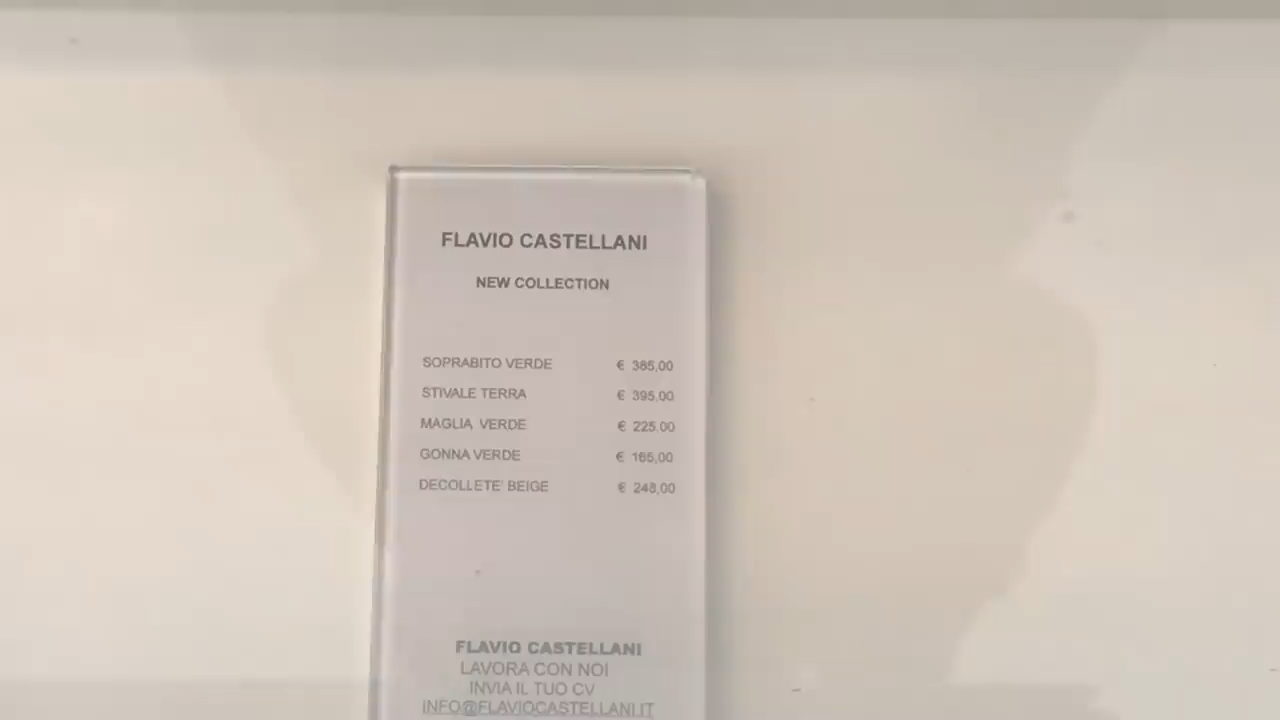 FLAVIO CASTELLANI
NEW COLLECTION
SOPRABITO VERDE € 385,00
STIVALE TERRA € 395,00
MAGLIA VERDE € 225,00
GONNA VERDE € 165,00
DECOLLETE' BEIGE € 248,00
FLAVIO CASTELLANI
LAVORA CON NOI
INVIA IL TUO CV
INFO@FLAVIOCASTELLANI.IT